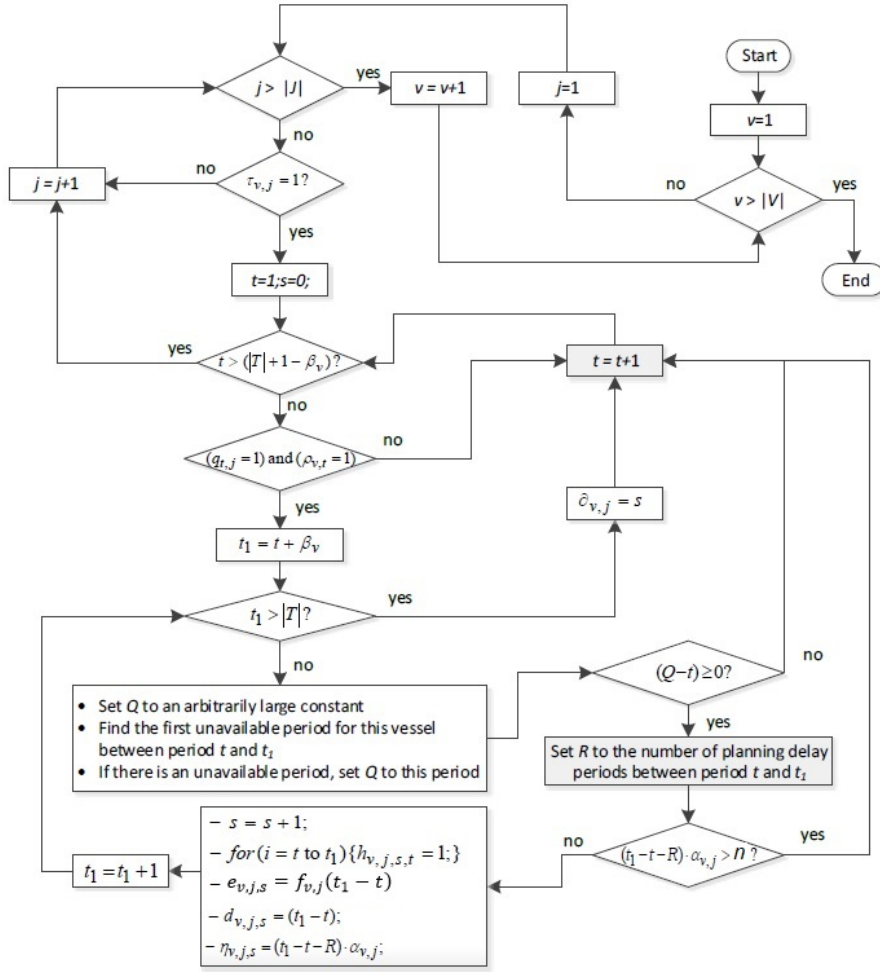 Start
v=1
v > |V|
no
yes
End
j=1
j > |J|
yes
v = v+1
no
τv,j =1?
no
j = j+1
yes
t=1;s=0;
t > (|T|+1− βv)?
yes
no
t = t+1
(qt,j =1) and (ρv,t =1)
no
yes
∂v,j = s
t1 = t + βv
t1 > |T|?
yes
no
• Set Q to an arbitrarily large constant
• Find the first unavailable period for this vessel
between period t and t1
• If there is an unavailable period, set Q to this period
(Q−t)≥0?
no
yes
Set R to the number of planning delay
periods between period t and t1
(t1−t−R)·αv,j > n ?
no
yes
− s = s+1;
− for(i = t to t1){hv,j,s,t =1;}
− ev,j,s = fv,j(t1 − t)
− dv,j,s = (t1−t);
− ηv,j,s = (t1−t−R)·αv,j;
t1 = t1 +1